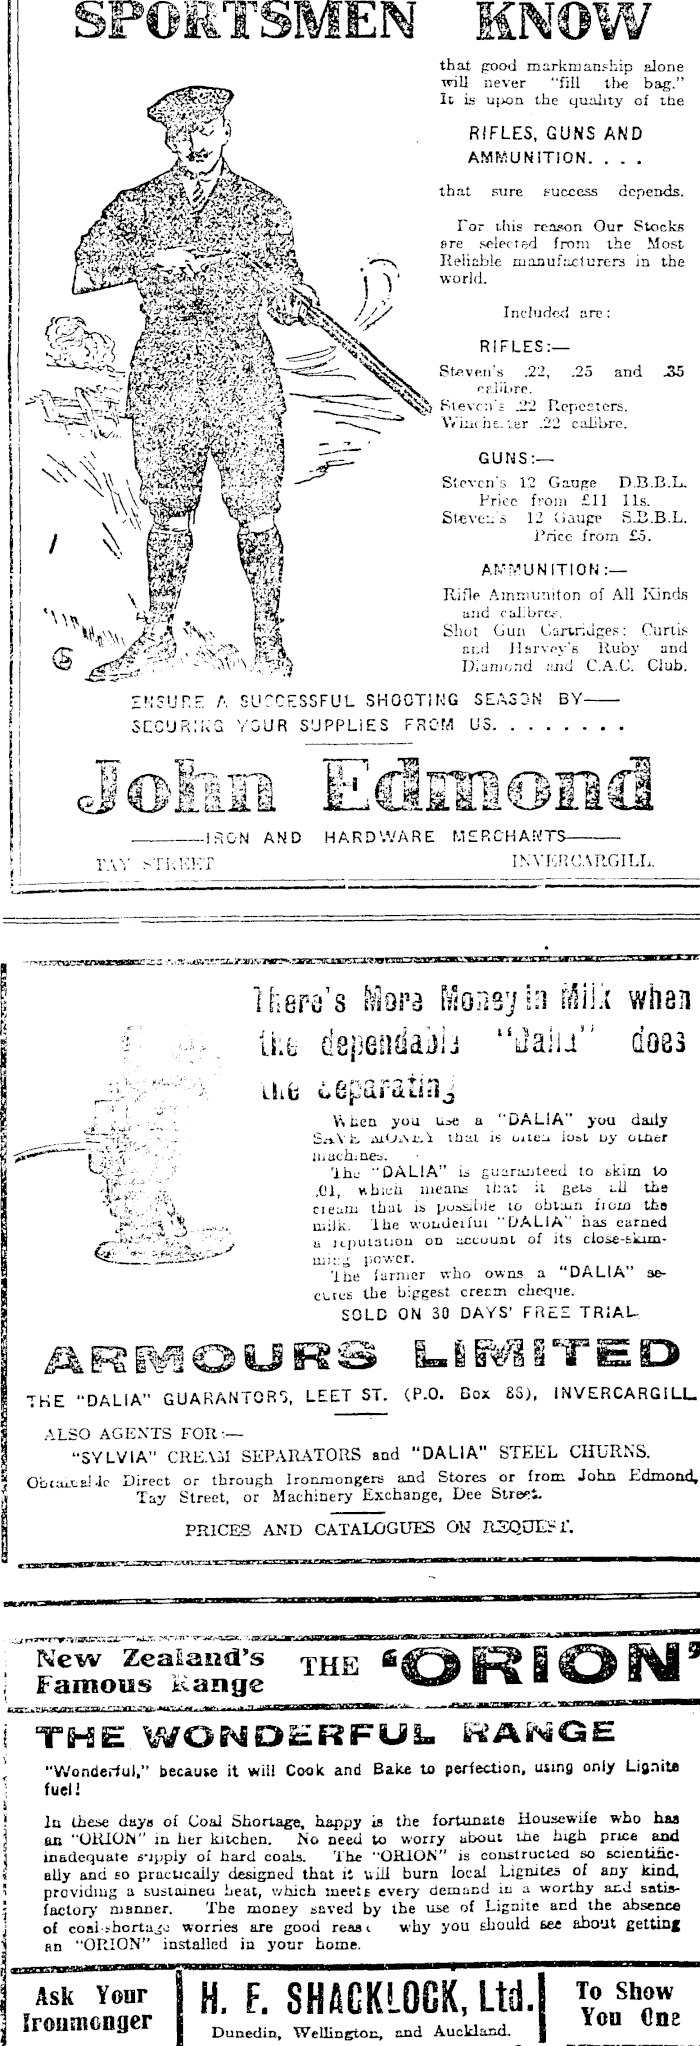 SPORTSMEN KNOW
that good markmanship alone
will never "fill the bag."
It is upon the quality of the
RIFLES, GUNS AND
AMMUNITION. . . .
that sure success depends.
For this reason Our Stocks
are selected from the Most
Reliable manufacturers in the
world.
Included are:
RIFLES:—
Steven's .22, .25 and .35
calibre.
Steven's .22 Repeaters.
Winchester .22 calibre.
GUNS:—
Steven's 12 Gauge D.B.B.L.
Price from £11 11s.
Steven's 12 Gauge S.B.B.L.
Price from £5.
AMMUNITION:—
Rifle Ammuniton of All Kinds
and calibres.
Shot Gun Cartridges: Curtis
and Harvey's Ruby and
Diamond and C.A.C. Club.
ENSURE A SUCCESSFUL SHOOTING SEASON BY——
SECURING YOUR SUPPLIES FROM US. . . . . . . .
John Edmond
——IRON AND HARDWARE MERCHANTS——
TAY STREET INVERCARGILL.
There's More Money in Milk when
the dependable "Dalia" does
the separating
When you use a "DALIA" you daily
SAVE MONEY that is often lost by other
machines.
The "DALIA" is guaranteed to skim to
.01, which means that it gets all the
cream that is possible to obtain from the
milk. The wonderful "DALIA" has earned
a reputation on account of its close-skim-
ming power.
The farmer who owns a "DALIA" se-
cures the biggest cream cheque.
SOLD ON 30 DAYS' FREE TRIAL.
ARMOURS LIMITED
THE "DALIA" GUARANTORS, LEET ST. (P.O. Box 88), INVERCARGILL.
ALSO AGENTS FOR:—
"SYLVIA" CREAM SEPARATORS and "DALIA" STEEL CHURNS.
Obtainable Direct or through Ironmongers and Stores or from John Edmond,
Tay Street, or Machinery Exchange, Dee Street.
PRICES AND CATALOGUES ON REQUEST.
New Zealand's
Famous Range
THE 'ORION'
THE WONDERFUL RANGE
"Wonderful," because it will Cook and Bake to perfection, using only Lignite
fuel!
In these days of Coal Shortage, happy is the fortunate Housewife who has
an "ORION" in her kitchen. No need to worry about the high price and
inadequate supply of hard coals. The "ORION" is constructed so scientific-
ally and so practically designed that it will burn local Lignites of any kind,
providing a sustained heat, which meets every demand in a worthy and satis-
factory manner. The money saved by the use of Lignite and the absence
of coal-shortage worries are good reasons why you should see about getting
an "ORION" installed in your home.
Ask Your
Ironmonger
H. E. SHACKLOCK, Ltd.
Dunedin, Wellington, and Auckland.
To Show
You One